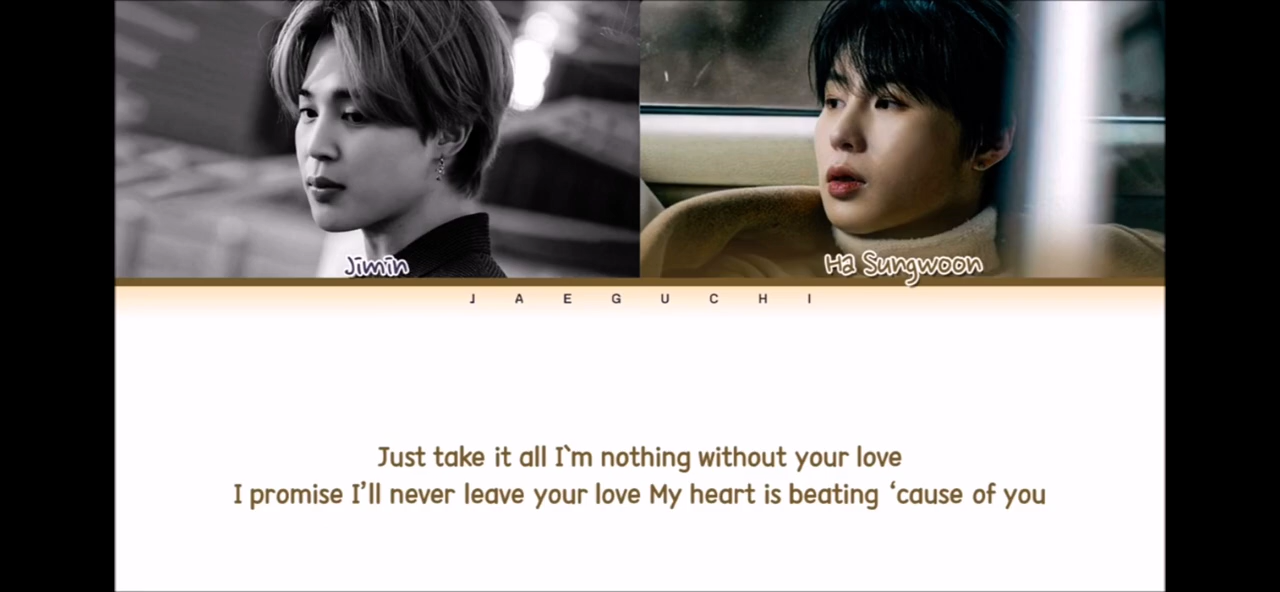 Jimin
Ha Sungwoon
JAEGUCHI
Just take it all I`m nothing without your love
I promise I’ll never leave your love My heart is beating ‘cause of you